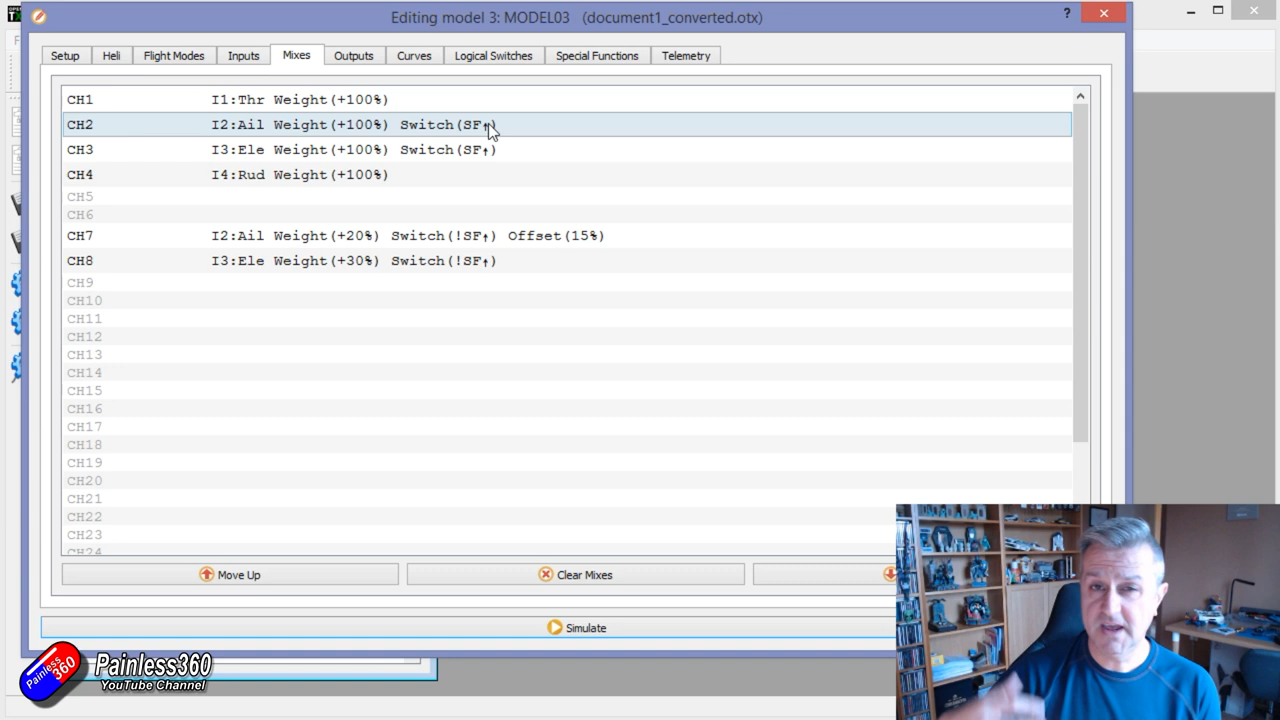 Editing model 3: MODEL03 (document1_converted.otx)
?
Setup Heli Flight Modes Inputs Mixes Outputs Curves Logical Switches Special Functions Telemetry
CH1 I1:Thr Weight(+100%)
CH2 I2:Ail Weight(+100%) Switch(SF↑)
CH3 I3:Ele Weight(+100%) Switch(SF↑)
CH4 I4:Rud Weight(+100%)
CH5
CH6
CH7 I2:Ail Weight(+20%) Switch(!SF↑) Offset(15%)
CH8 I3:Ele Weight(+30%) Switch(!SF↑)
CH9
CH10
CH11
CH12
CH13
CH14
CH15
CH16
CH17
CH18
CH19
CH20
CH21
CH22
CH23
CH24
Move Up Clear Mixes
Simulate
Painless360
Painless360
YouTube Channel